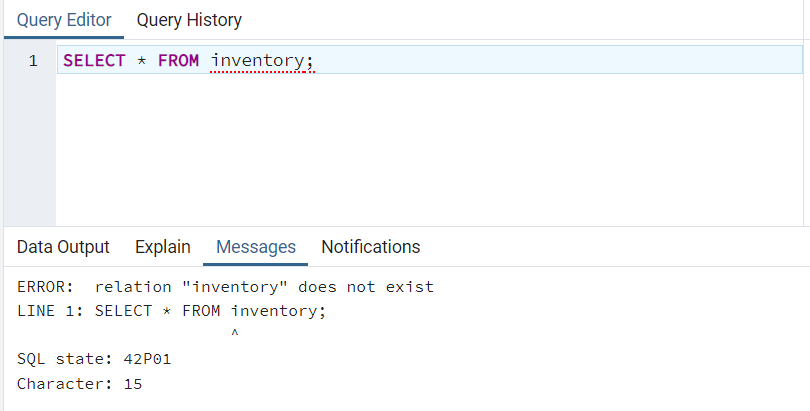 Query Editor Query History
1 SELECT * FROM inventory;
Data Output Explain Messages Notifications
ERROR:  relation "inventory" does not exist
LINE 1: SELECT * FROM inventory;
^
SQL state: 42P01
Character: 15